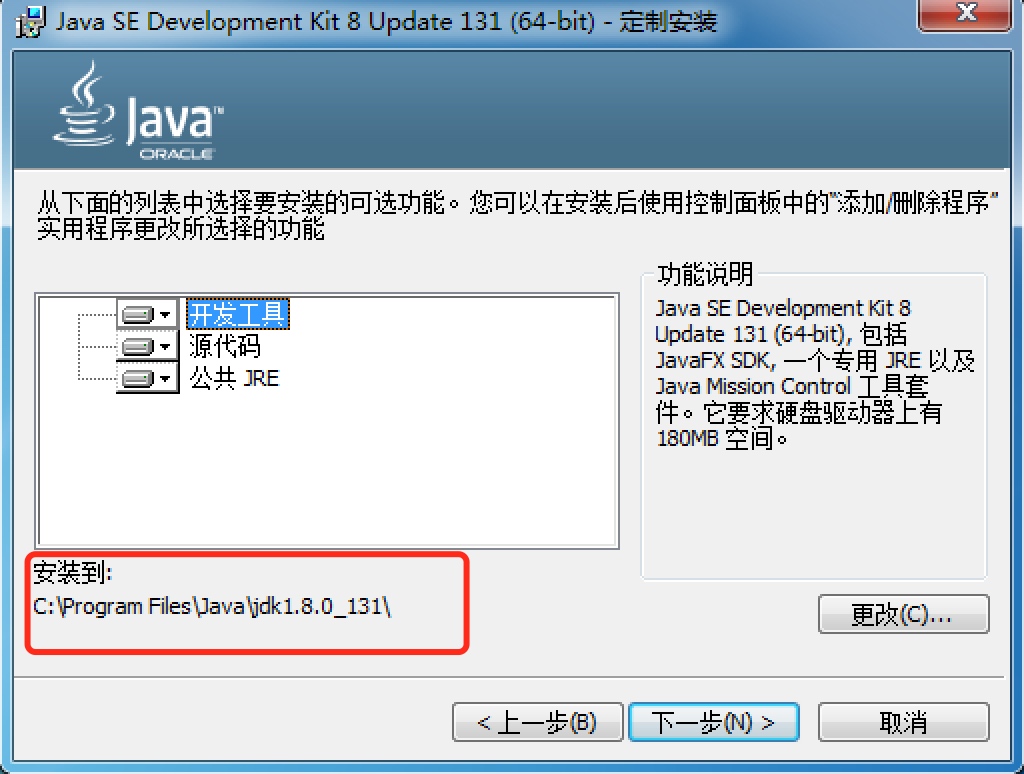 Java SE Development Kit 8 Update 131 (64-bit) - 定制安装
Java™
ORACLE
从下面的列表中选择要安装的可选功能。您可以在安装后使用控制面板中的“添加/删除程序”
实用程序更改所选择的功能
开发工具
源代码
公共 JRE
功能说明
Java SE Development Kit 8
Update 131 (64-bit), 包括
JavaFX SDK, 一个专用 JRE 以及
Java Mission Control 工具套
件。它要求硬盘驱动器上有
180MB 空间。
安装到:
C:\Program Files\Java\jdk1.8.0_131\
更改(C)...
< 上一步(B)
下一步(N) >
取消